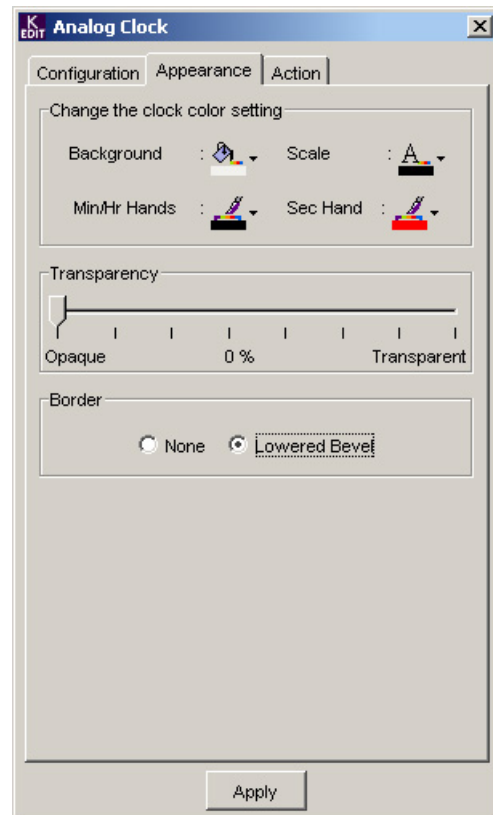 K EDIT Analog Clock
Configuration Appearance Action
Change the clock color setting
Background : Scale : A
Min/Hr Hands : Sec Hand :
Transparency
Opaque 0 % Transparent
Border
None Lowered Bevel
Apply